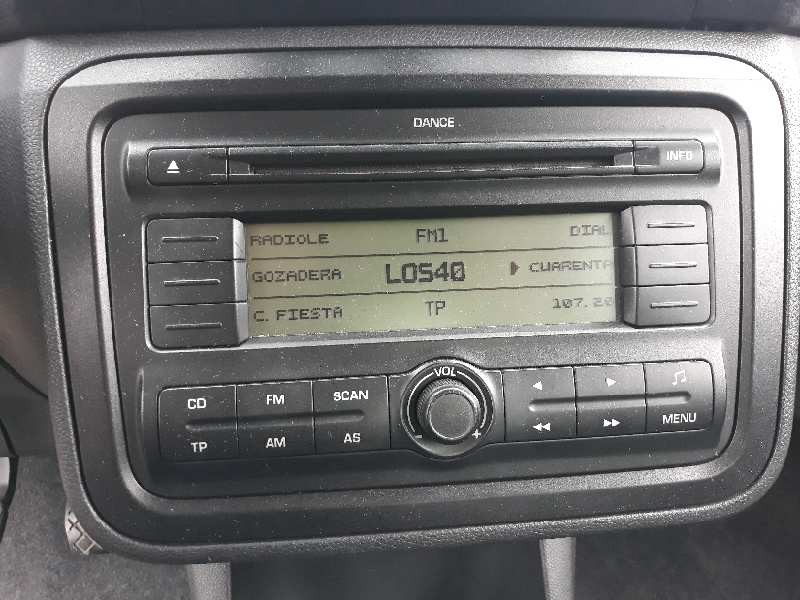 DANCE
INFO
RADIOLE FM1 DIAL
GOZADERA LOS40 CUARENTA
C. FIESTA TP 107.20
VOL
- +
CD FM SCAN
TP AM AS
MENU